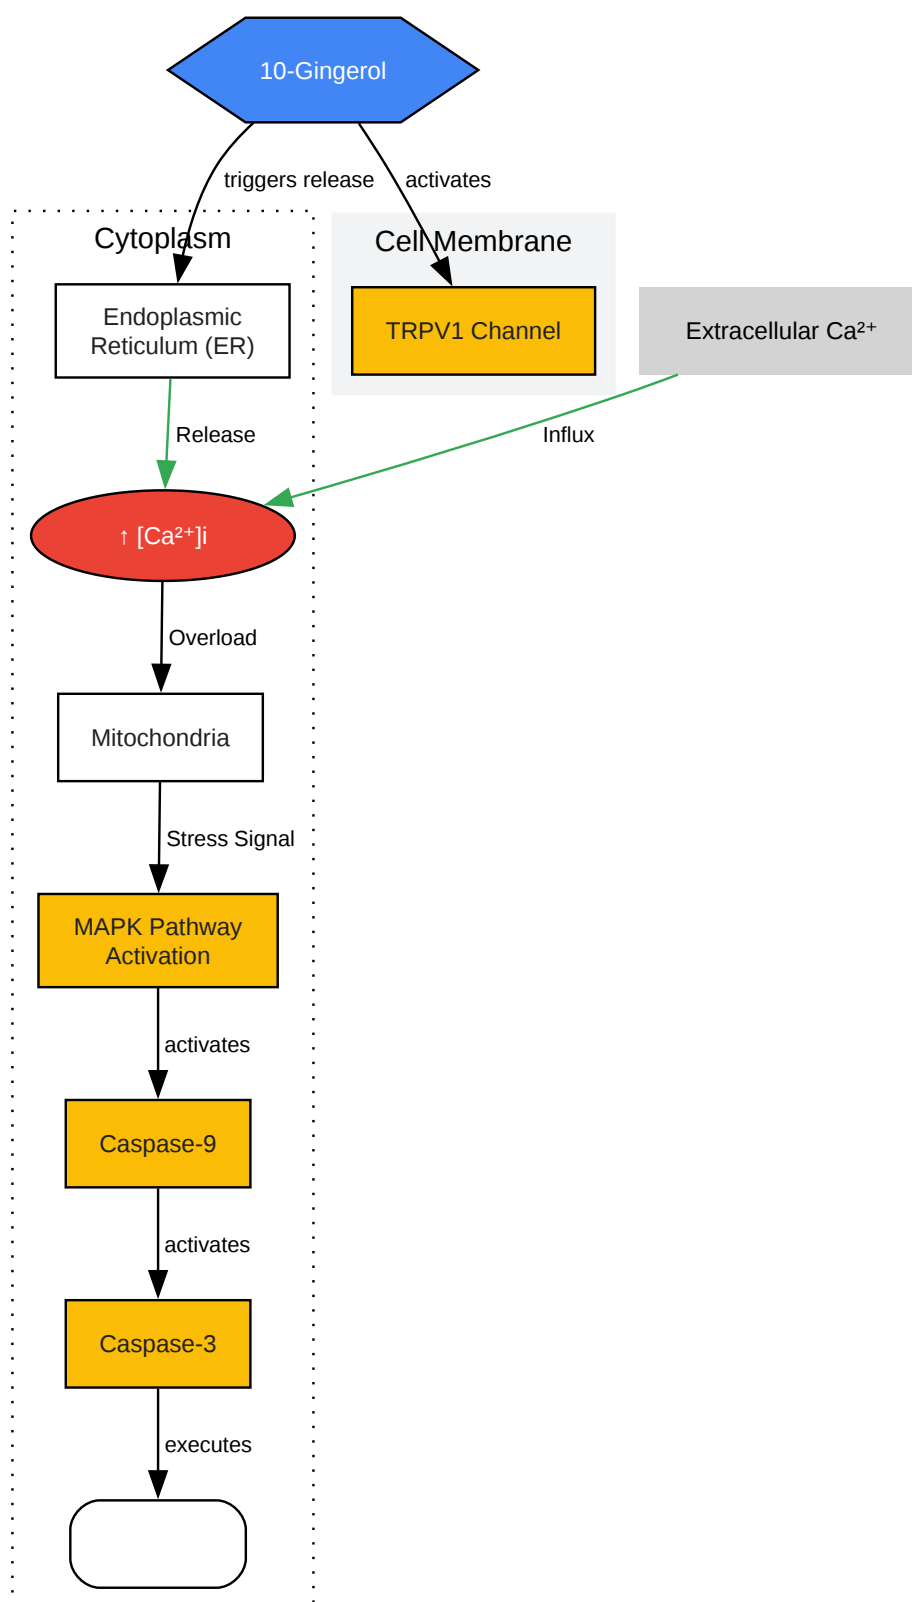 10-Gingerol
triggers release
activates
Cytoplasm
Cell Membrane
Endoplasmic
Reticulum (ER)
TRPV1 Channel
Extracellular Ca²⁺
Release
Influx
↑ [Ca²⁺]i
Overload
Mitochondria
Stress Signal
MAPK Pathway
Activation
activates
Caspase-9
activates
Caspase-3
executes